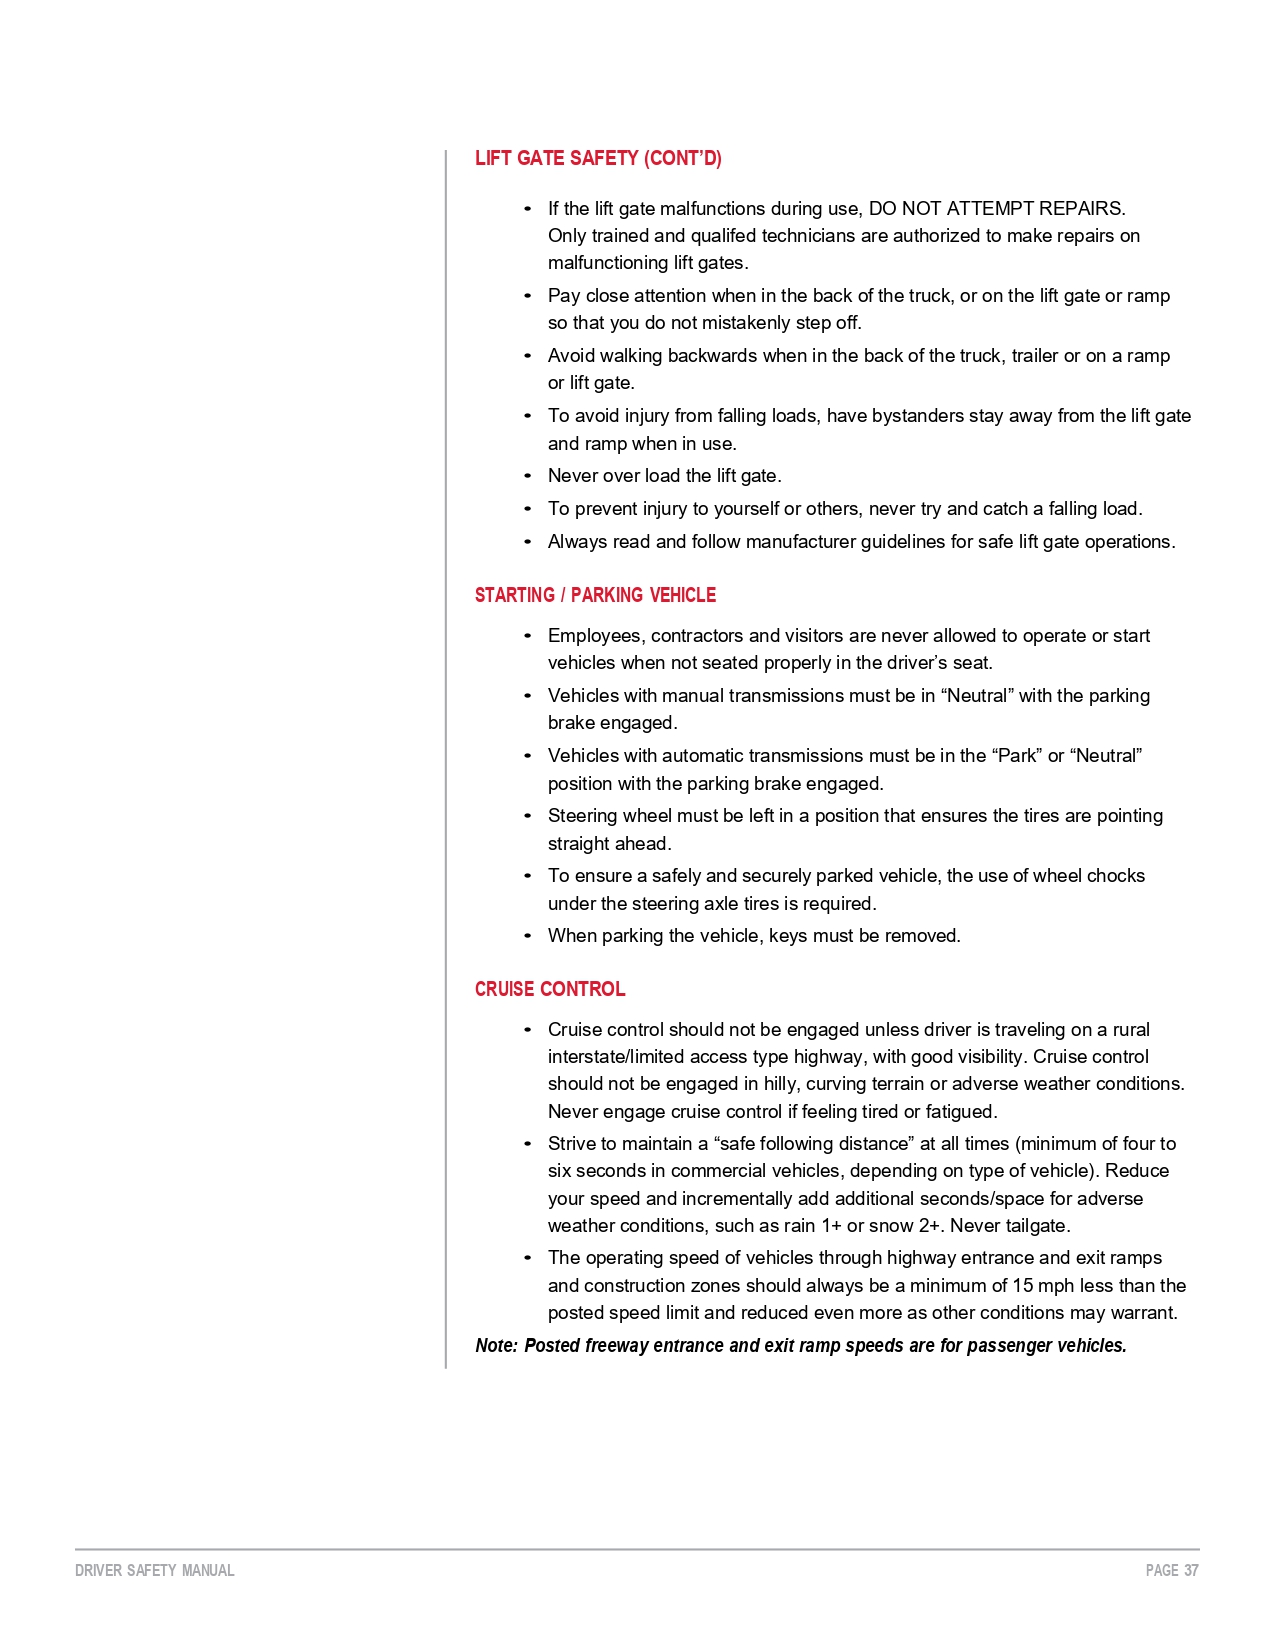 LIFT GATE SAFETY (CONT’D)
• If the lift gate malfunctions during use, DO NOT ATTEMPT REPAIRS.
Only trained and qualifed technicians are authorized to make repairs on
malfunctioning lift gates.
• Pay close attention when in the back of the truck, or on the lift gate or ramp
so that you do not mistakenly step off.
• Avoid walking backwards when in the back of the truck, trailer or on a ramp
or lift gate.
• To avoid injury from falling loads, have bystanders stay away from the lift gate
and ramp when in use.
• Never over load the lift gate.
• To prevent injury to yourself or others, never try and catch a falling load.
• Always read and follow manufacturer guidelines for safe lift gate operations.
STARTING / PARKING VEHICLE
• Employees, contractors and visitors are never allowed to operate or start
vehicles when not seated properly in the driver’s seat.
• Vehicles with manual transmissions must be in “Neutral” with the parking
brake engaged.
• Vehicles with automatic transmissions must be in the “Park” or “Neutral”
position with the parking brake engaged.
• Steering wheel must be left in a position that ensures the tires are pointing
straight ahead.
• To ensure a safely and securely parked vehicle, the use of wheel chocks
under the steering axle tires is required.
• When parking the vehicle, keys must be removed.
CRUISE CONTROL
• Cruise control should not be engaged unless driver is traveling on a rural
interstate/limited access type highway, with good visibility. Cruise control
should not be engaged in hilly, curving terrain or adverse weather conditions.
Never engage cruise control if feeling tired or fatigued.
• Strive to maintain a “safe following distance” at all times (minimum of four to
six seconds in commercial vehicles, depending on type of vehicle). Reduce
your speed and incrementally add additional seconds/space for adverse
weather conditions, such as rain 1+ or snow 2+. Never tailgate.
• The operating speed of vehicles through highway entrance and exit ramps
and construction zones should always be a minimum of 15 mph less than the
posted speed limit and reduced even more as other conditions may warrant.
Note: Posted freeway entrance and exit ramp speeds are for passenger vehicles.
DRIVER SAFETY MANUAL
PAGE 37